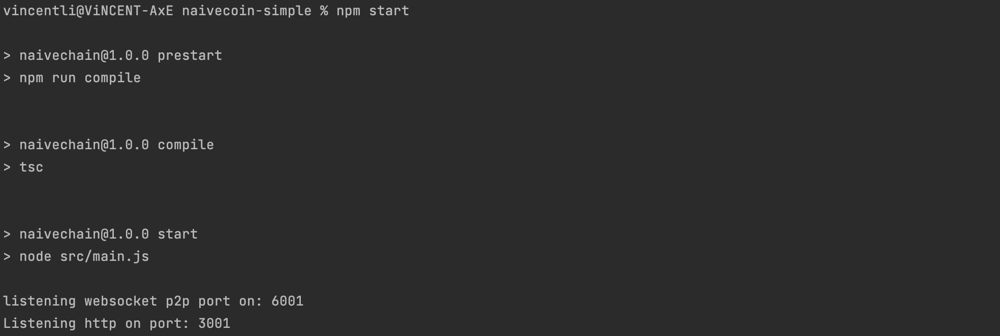 vincentli@ViNCENT-AxE naivecoin-simple % npm start
> naivechain@1.0.0 prestart
> npm run compile
> naivechain@1.0.0 compile
> tsc
> naivechain@1.0.0 start
> node src/main.js
listening websocket p2p port on: 6001
Listening http on port: 3001